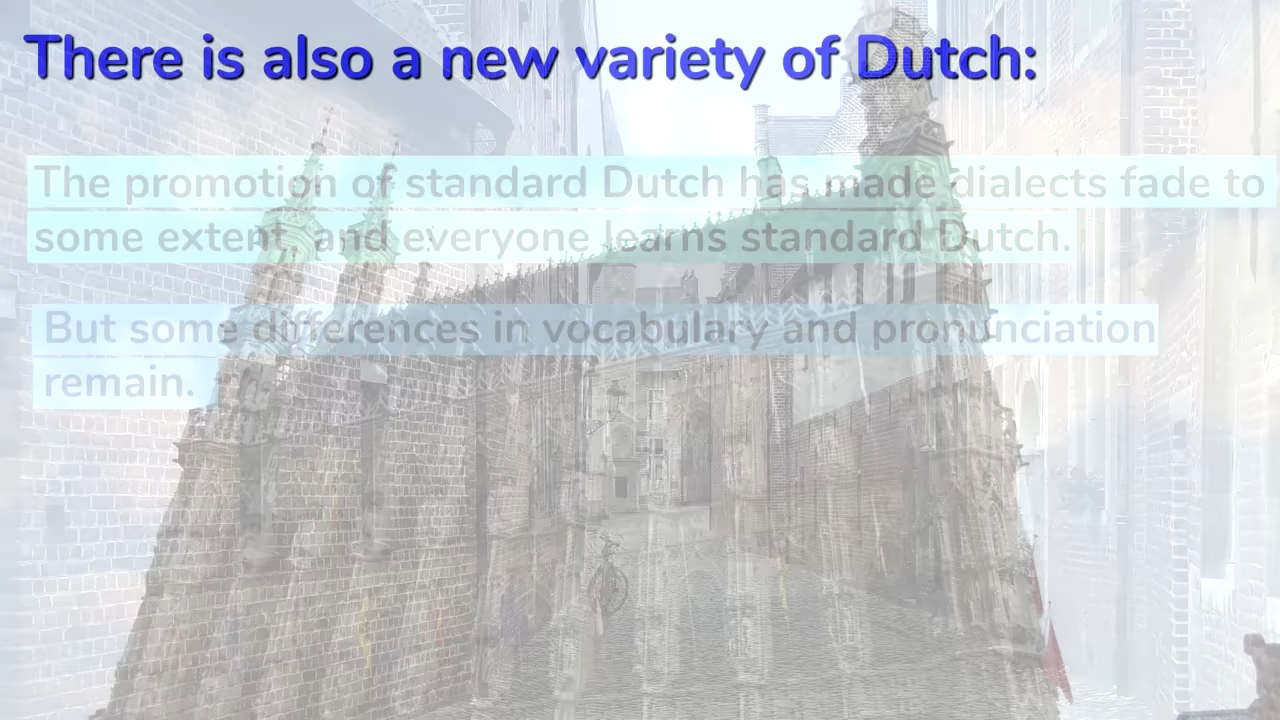 There is also a new variety of Dutch:
The promotion of standard Dutch has made dialects fade to
some extent, and everyone learns standard Dutch.
But some differences in vocabulary and pronunciation
remain.